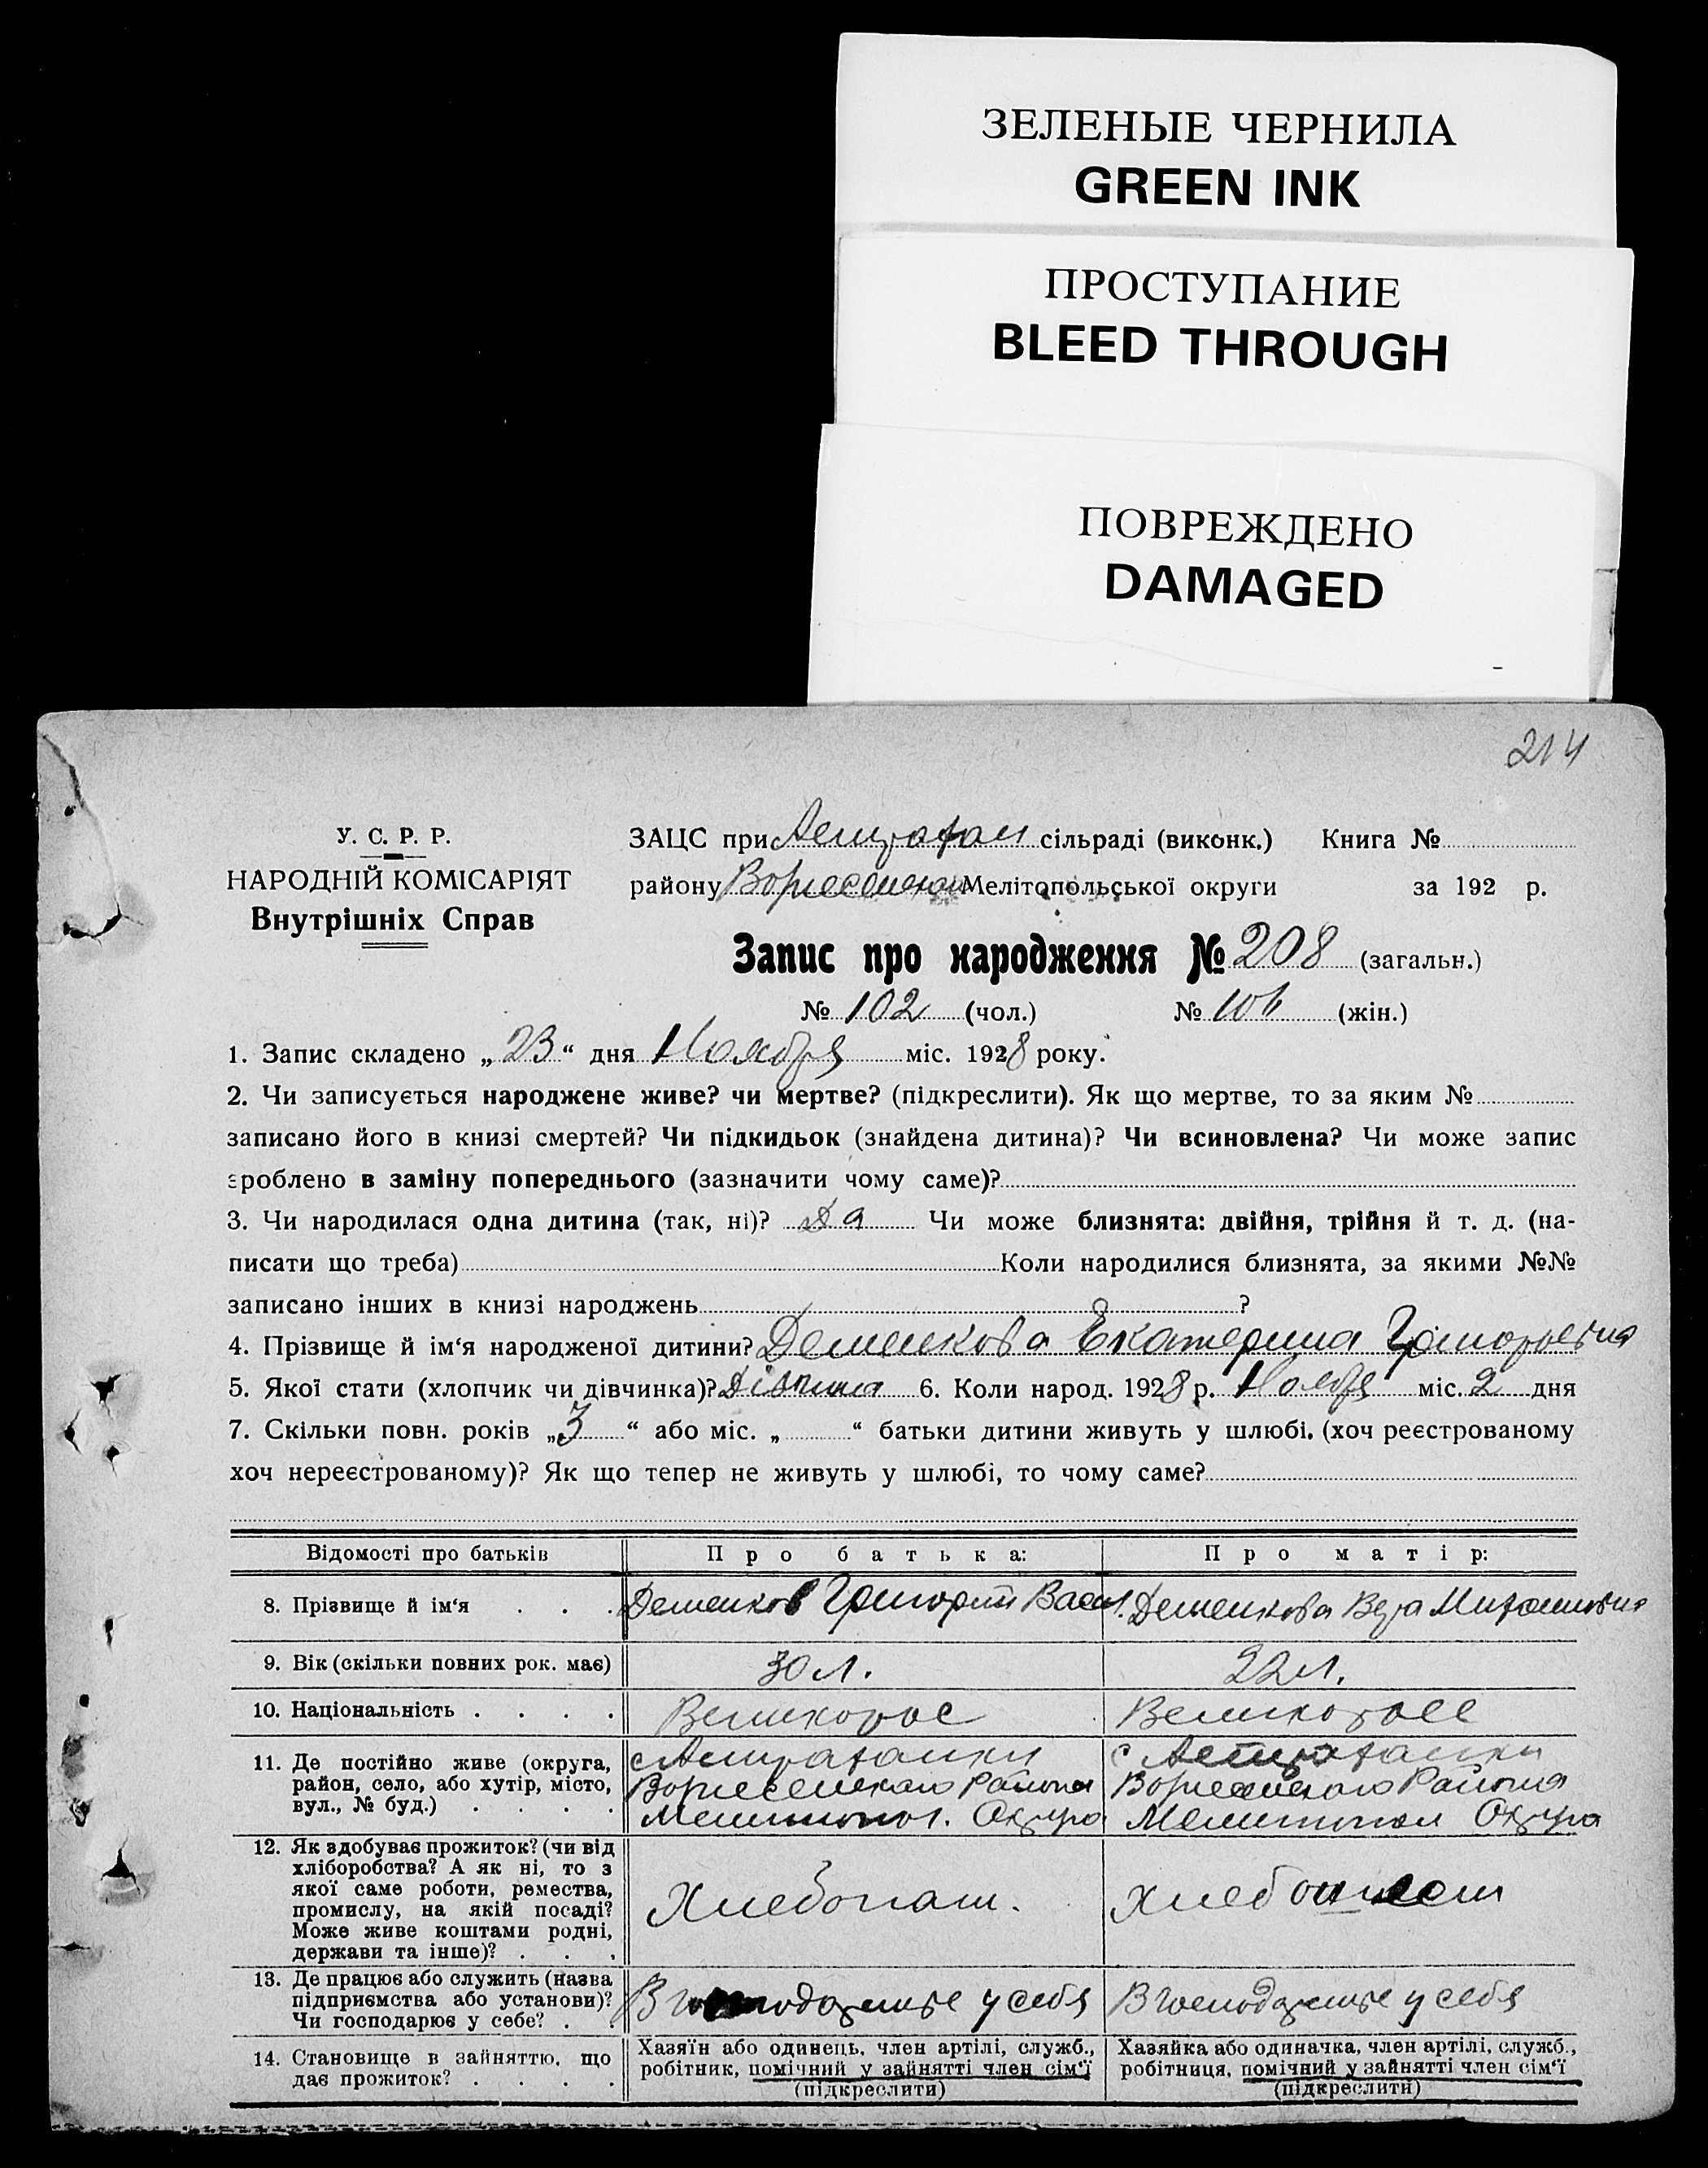 ЗЕЛЕНЫЕ ЧЕРНИЛА
GREEN INK
ПРОСТУПАНИЕ
BLEED THROUGH
ПОВРЕЖДЕНО
DAMAGED
214
У. С. Р. Р.
НАРОДНІЙ КОМІСАРІЯТ
Внутрішніх Справ
ЗАЦС при Астрахан сільраді (виконк.) Книга №
району Мелітопольської округи за 192 р.
Запис про народження № 208 (загальн.)
№ 102 (чол.) № 106 (жін.)
1. Запис складено „23“ дня Ноября міс. 1928 року.
2. Чи записується народжене живе? чи мертве? (підкреслити). Як що мертве, то за яким №
записано його в книзі смертей? Чи підкидьок (знайдена дитина)? Чи всиновлена? Чи може запис
зроблено в заміну попереднього (зазначити чому саме)?
3. Чи народилася одна дитина (так, ні)? Да Чи може близнята: двійня, трійня й т. д. (на-
писати що треба) Коли народилися близнята, за якими №№
записано інших в книзі народжень ?
4. Прізвище й ім‘я народженої дитини? Деменкова Екатерина Григорьевна
5. Якої стати (хлопчик чи дівчинка)? 6. Коли народ. 1928 р. Ноября міс. 2 дня
7. Скільки повн. років „3“ або міс. „ “ батьки дитини живуть у шлюбі. (хоч реєстрованому
хоч нереєстрованому)? Як що тепер не живуть у шлюбі, то чому саме?
Відомості про батьків Про батька: Про матір:
8. Прізвище й ім‘я . . . Деменков Григорий Васил. Деменкова Вера
9. Вік (скільки повних рок. має) 30 л. 22 л.
10. Національність . . . . Великорос Великоросс
11. Де постійно живе (округа,
район, село, або хутір, місто,
вул., № буд.) . . . .
с Астраханки
Района
Мелитопол. Округа
с Астраханки
Района
Мелитопол Округа
12. Як здобуває прожиток? (чи від
хліборобства? А як ні, то з
якої саме роботи, ремества,
промислу, на якій посаді?
Може живе коштами родні,
держави та інше)? . . .
Хлебопаш.
Хлебопаш
13. Де працює або служить (назва
підприємства або установи)?
Чи господарює у себе? .
В у себя
В у себя
14. Становище в зайняттю, що
дає прожиток? . . . .
Хазяїн або одинець, член артілі, служб.,
робітник, помічний у зайнятті член сім‘ї
(підкреслити)
Хазяйка або одиначка, член артілі, служб.,
робітниця, помічний у зайнятті член сім‘ї
(підкреслити)